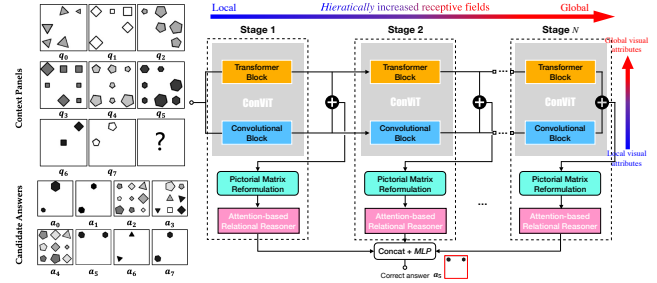 Local
Hieratically increased receptive fields
Global
Stage 1
Stage 2
Stage N
Context Panels
q0
q1
q2
q3
q4
q5
?
q6
q7
Candidate Answers
a0
a1
a2
a3
a4
a5
a6
a7
Transformer
Block
ConViT
Convolutional
Block
Pictorial Matrix
Reformulation
Attention-based
Relational Reasoner
Transformer
Block
ConViT
Convolutional
Block
Pictorial Matrix
Reformulation
Attention-based
Relational Reasoner
...
Transformer
Block
ConViT
Convolutional
Block
Pictorial Matrix
Reformulation
Attention-based
Relational Reasoner
Global visual
attributes
Local visual
attributes
Concat + MLP
Correct answer a5